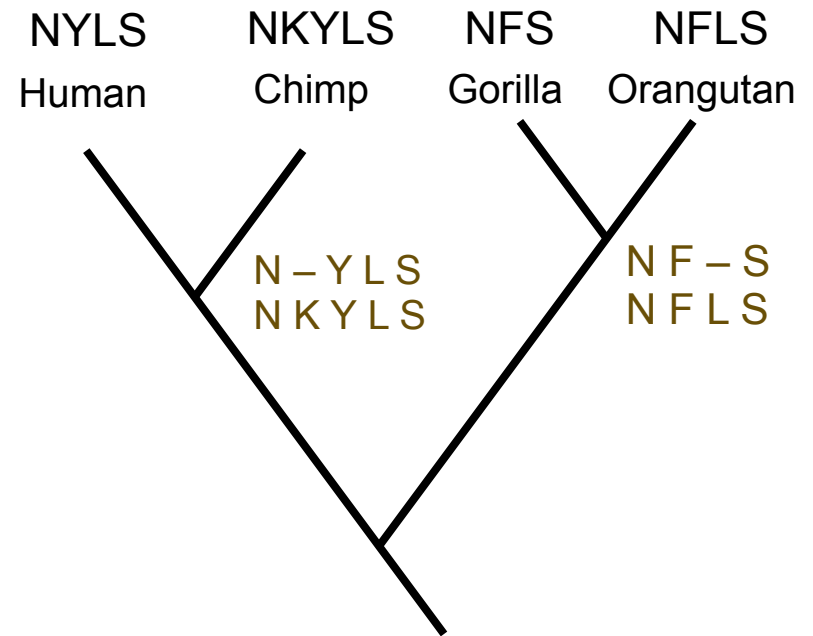 NYLS NKYLS NFS NFLS
Human Chimp Gorilla Orangutan
N – Y L S
N K Y L S
N F – S
N F L S